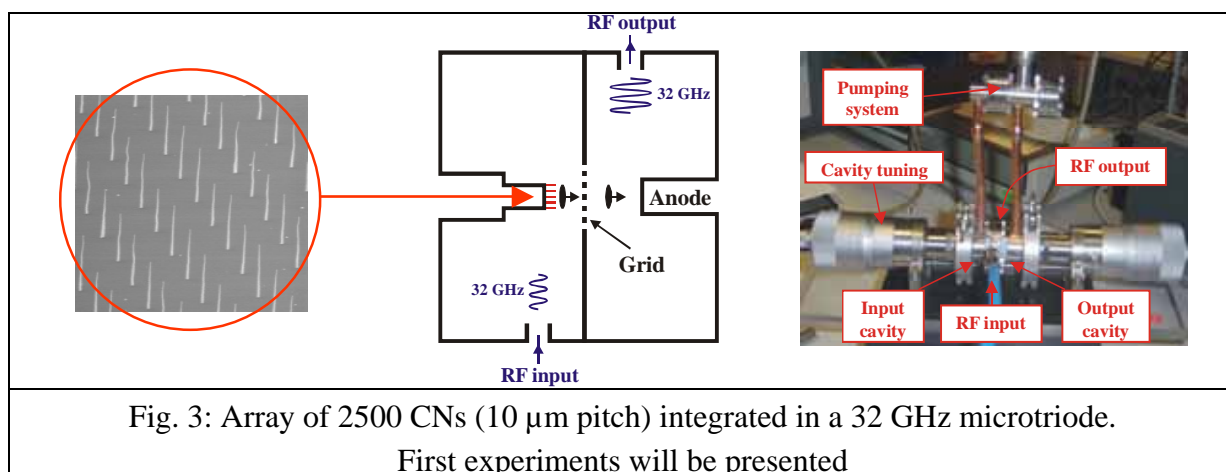 RF output
32 GHz
Anode
Grid
32 GHz
RF input
Pumping
system
Cavity tuning
RF output
Input
cavity
RF input
Output
cavity
Fig. 3: Array of 2500 CNs (10 µm pitch) integrated in a 32 GHz microtriode.
First experiments will be presented